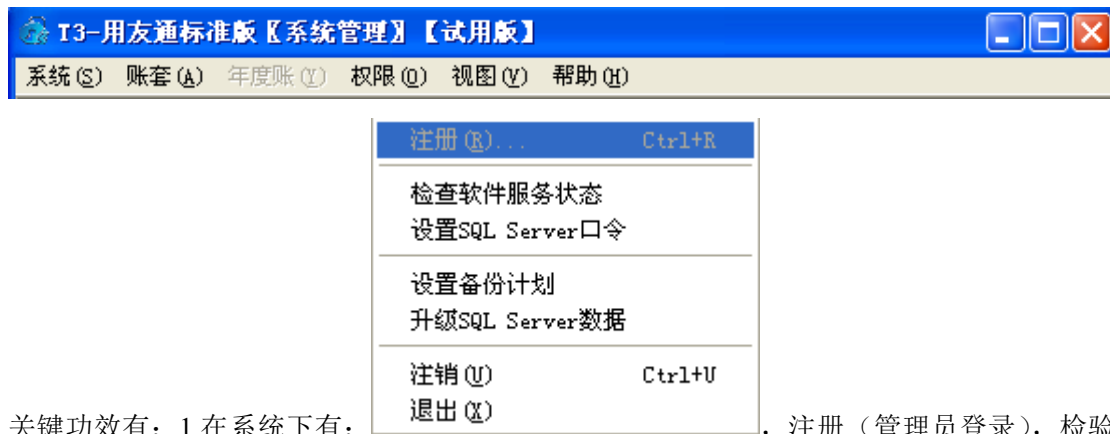 T3-用友通标准版〖系统管理〗【试用版】
系统(S) 账套(A) 年度账(Y) 权限(O) 视图(V) 帮助(H)
注册(R)... Ctrl+R
检查软件服务状态
设置SQL Server口令
设置备份计划
升级SQL Server数据
注销(U) Ctrl+U
退出(X)
关键功效有：1 在系统下有： ，注册（管理员登录），检验